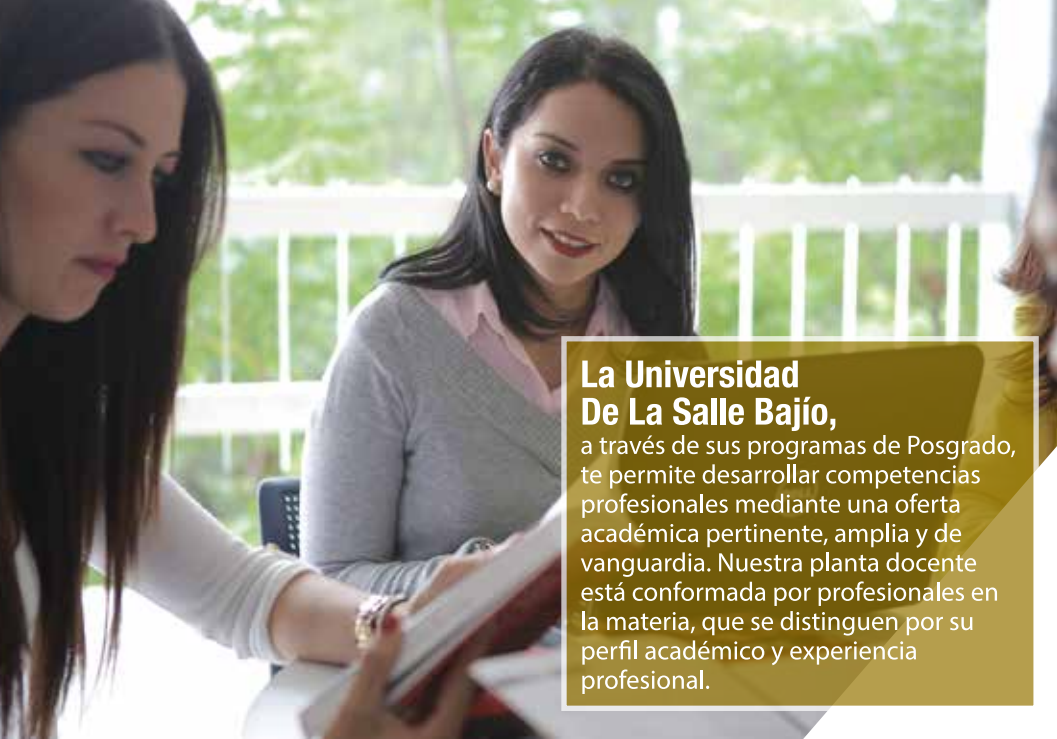 La Universidad
De La Salle Bajío,
a través de sus programas de Posgrado,
te permite desarrollar competencias
profesionales mediante una oferta
académica pertinente, amplia y de
vanguardia. Nuestra planta docente
está conformada por profesionales en
la materia, que se distinguen por su
perfil académico y experiencia
profesional.